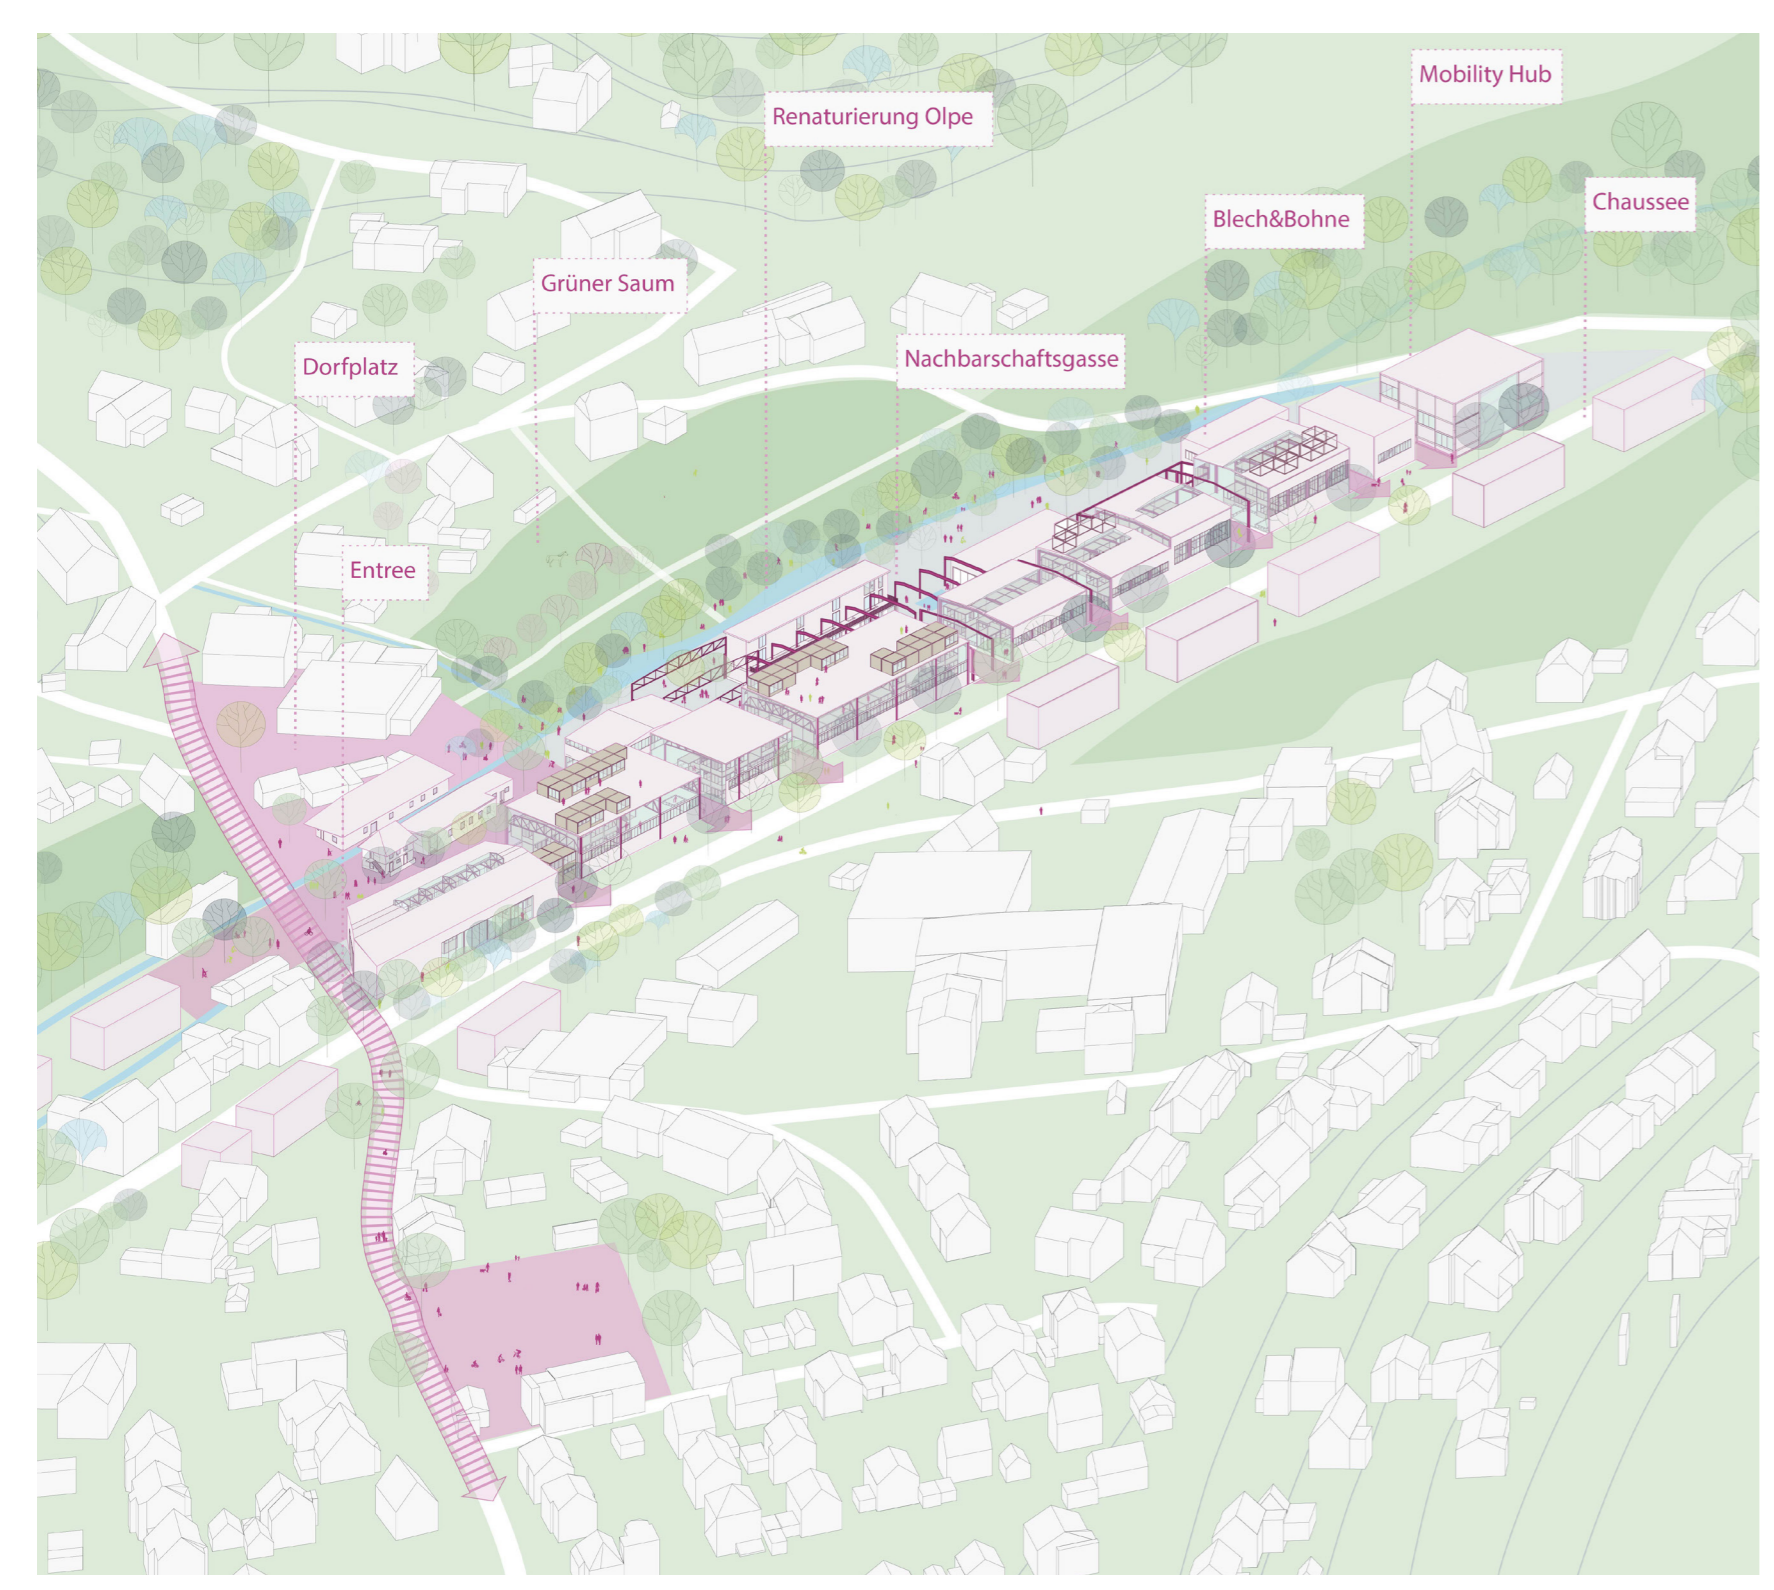 Mobility Hub
Renaturierung Olpe
Chaussee
Blech&Bohne
Grüner Saum
Nachbarschaftsgasse
Dorfplatz
Entree